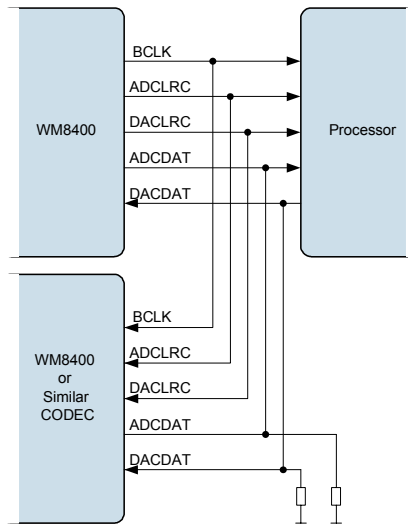 BCLK
ADCLRC
DACLRC
ADCDAT
DACDAT
WM8400
Processor
BCLK
ADCLRC
DACLRC
ADCDAT
DACDAT
WM8400
or
Similar
CODEC